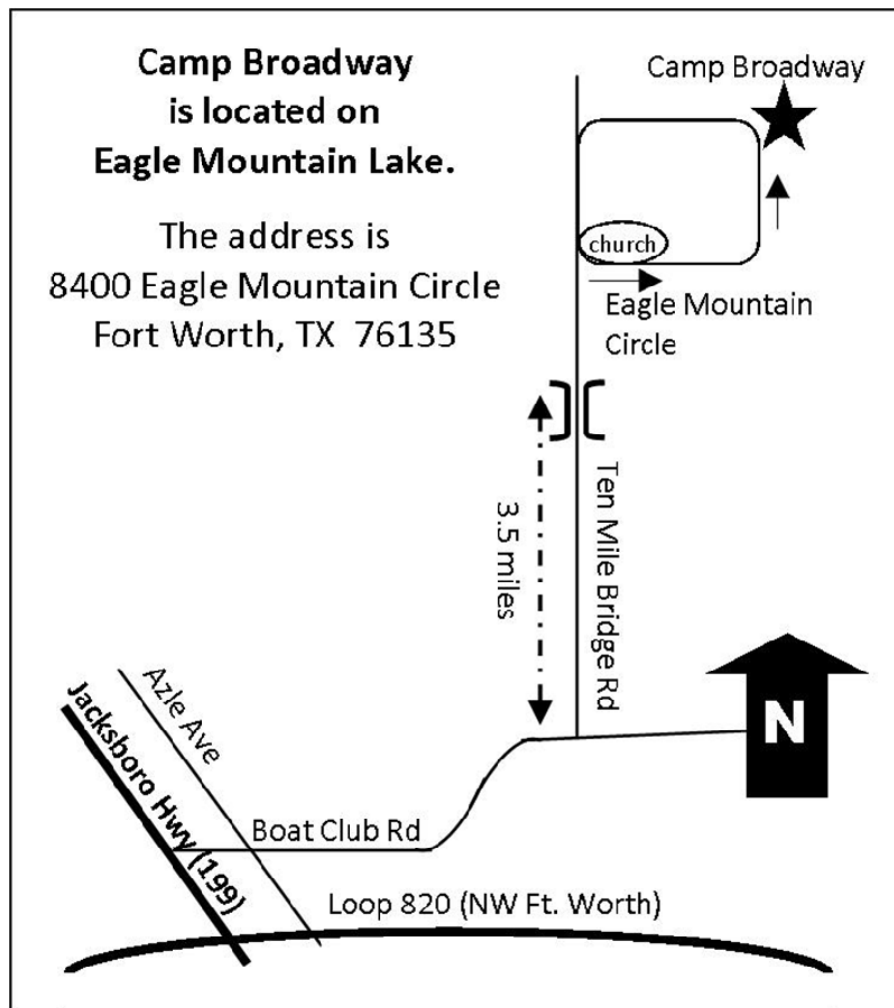 Camp Broadway
is located on
Eagle Mountain Lake.
The address is
8400 Eagle Mountain Circle
Fort Worth, TX  76135
Camp Broadway
church
Eagle Mountain
Circle
Ten Mile Bridge Rd
3.5 miles
N
Azle Ave
Jacksboro Hwy (199)
Boat Club Rd
Loop 820 (NW Ft. Worth)